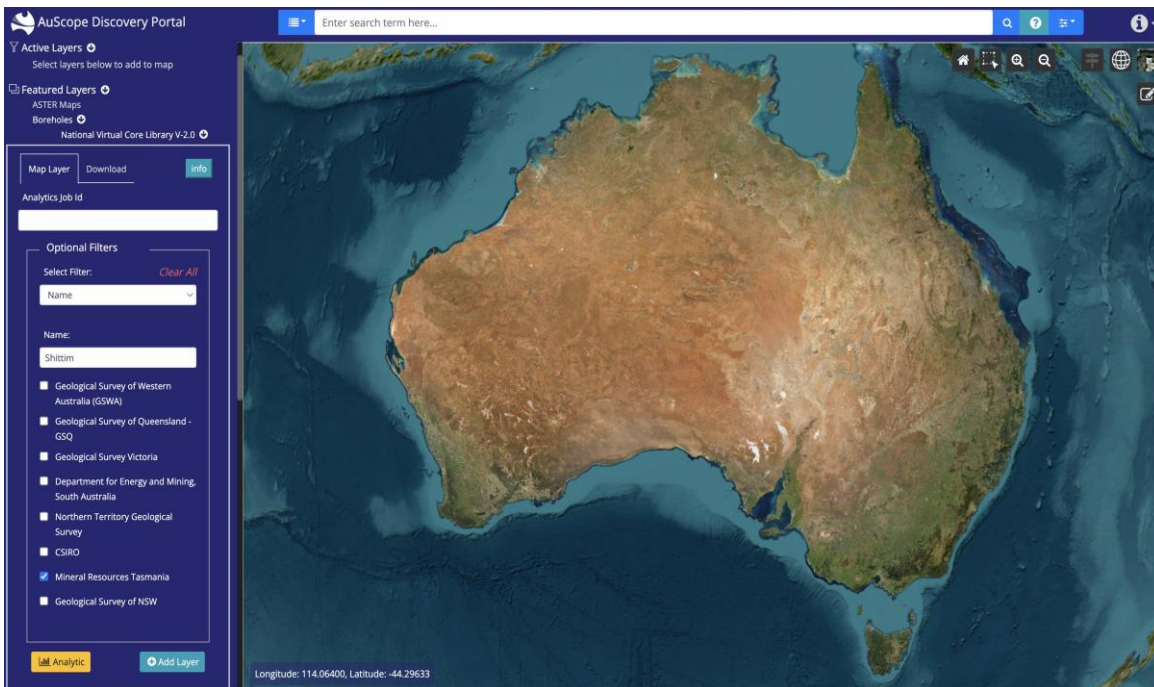 AuScope Discovery Portal
Enter search term here...
Active Layers
Select layers below to add to map
Featured Layers
ASTER Maps
Boreholes
National Virtual Core Library V-2.0
Map Layer
Download
info
Analytics Job Id
Optional Filters
Select Filter:
Clear All
Name
Name:
Shittim
Geological Survey of Western
Australia (GSWA)
Geological Survey of Queensland -
GSQ
Geological Survey Victoria
Department for Energy and Mining,
South Australia
Northern Territory Geological
Survey
CSIRO
Mineral Resources Tasmania
Geological Survey of NSW
Analytic
Add Layer
Longitude: 114.06400, Latitude: -44.29633